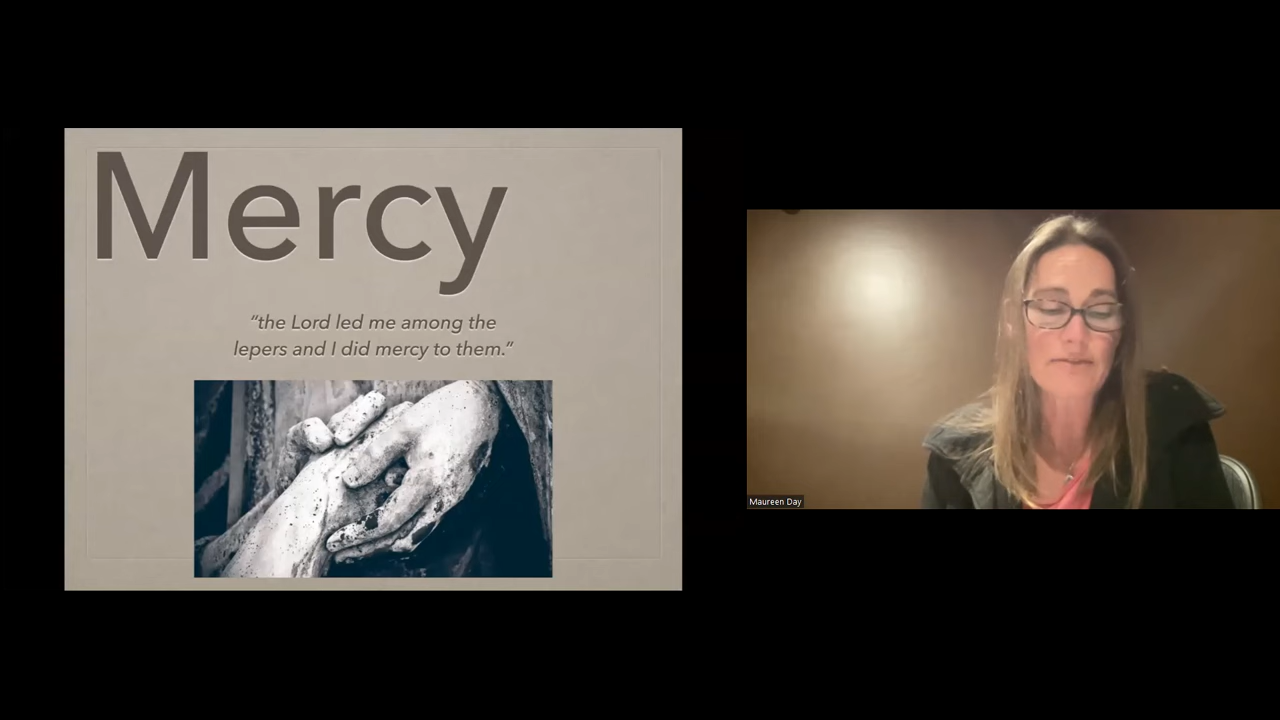 Mercy
“the Lord led me among the
lepers and I did mercy to them.”
Maureen Day